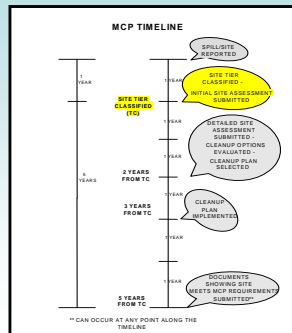 MCP TIMELINE
SPILL/SITE
REPORTED
1
YEAR
1 YEAR
SITE TIER
CLASSIFIED -
INITIAL SITE ASSESSMENT
SUBMITTED
SITE TIER
CLASSIFIED
(TC)
1 YEAR
DETAILED SITE
ASSESSMENT
SUBMITTED -
CLEANUP OPTIONS
EVALUATED -
CLEANUP PLAN
SELECTED
1 YEAR
2 YEARS
FROM TC
YEARS
3 YEARS
FROM TC
1 YEAR
CLEANUP
PLAN
IMPLEMENTED
1 YEAR
1 YEAR
DOCUMENTS
SHOWING SITE
MEETS MCP REQUIREMENTS
SUBMITTED**
5 YEARS
FROM TC
** CAN OCCUR AT ANY POINT ALONG THE
TIMELINE